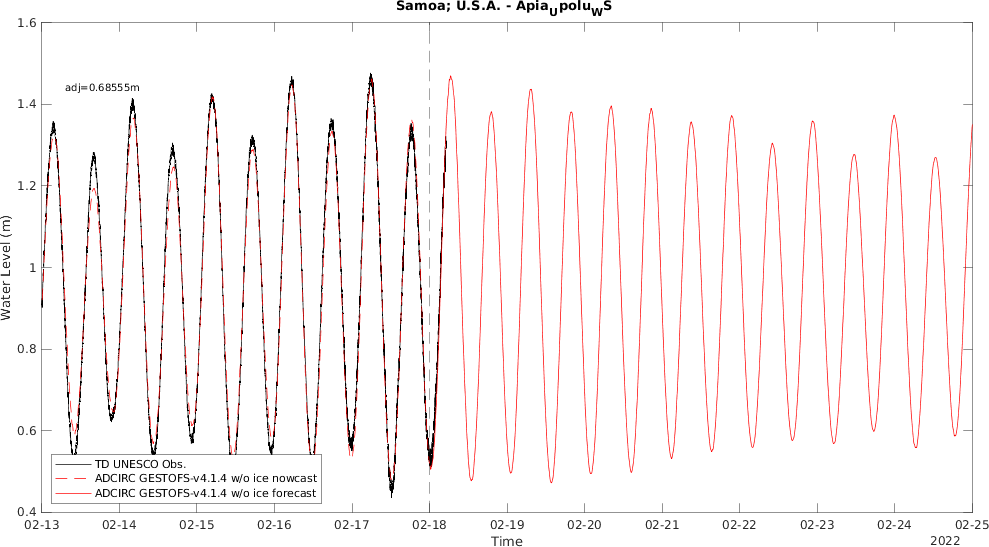 Samoa; U.S.A. - Apia_Upolu_WS
1.6
adj=0.68555m
1.4
1.2
1
0.8
0.6
0.4
Water Level (m)
TD UNESCO Obs.
ADCIRC GESTOFS-v4.1.4 w/o ice nowcast
ADCIRC GESTOFS-v4.1.4 w/o ice forecast
02-13 02-14 02-15 02-16 02-17 02-18 02-19 02-20 02-21 02-22 02-23 02-24 02-25
Time
2022